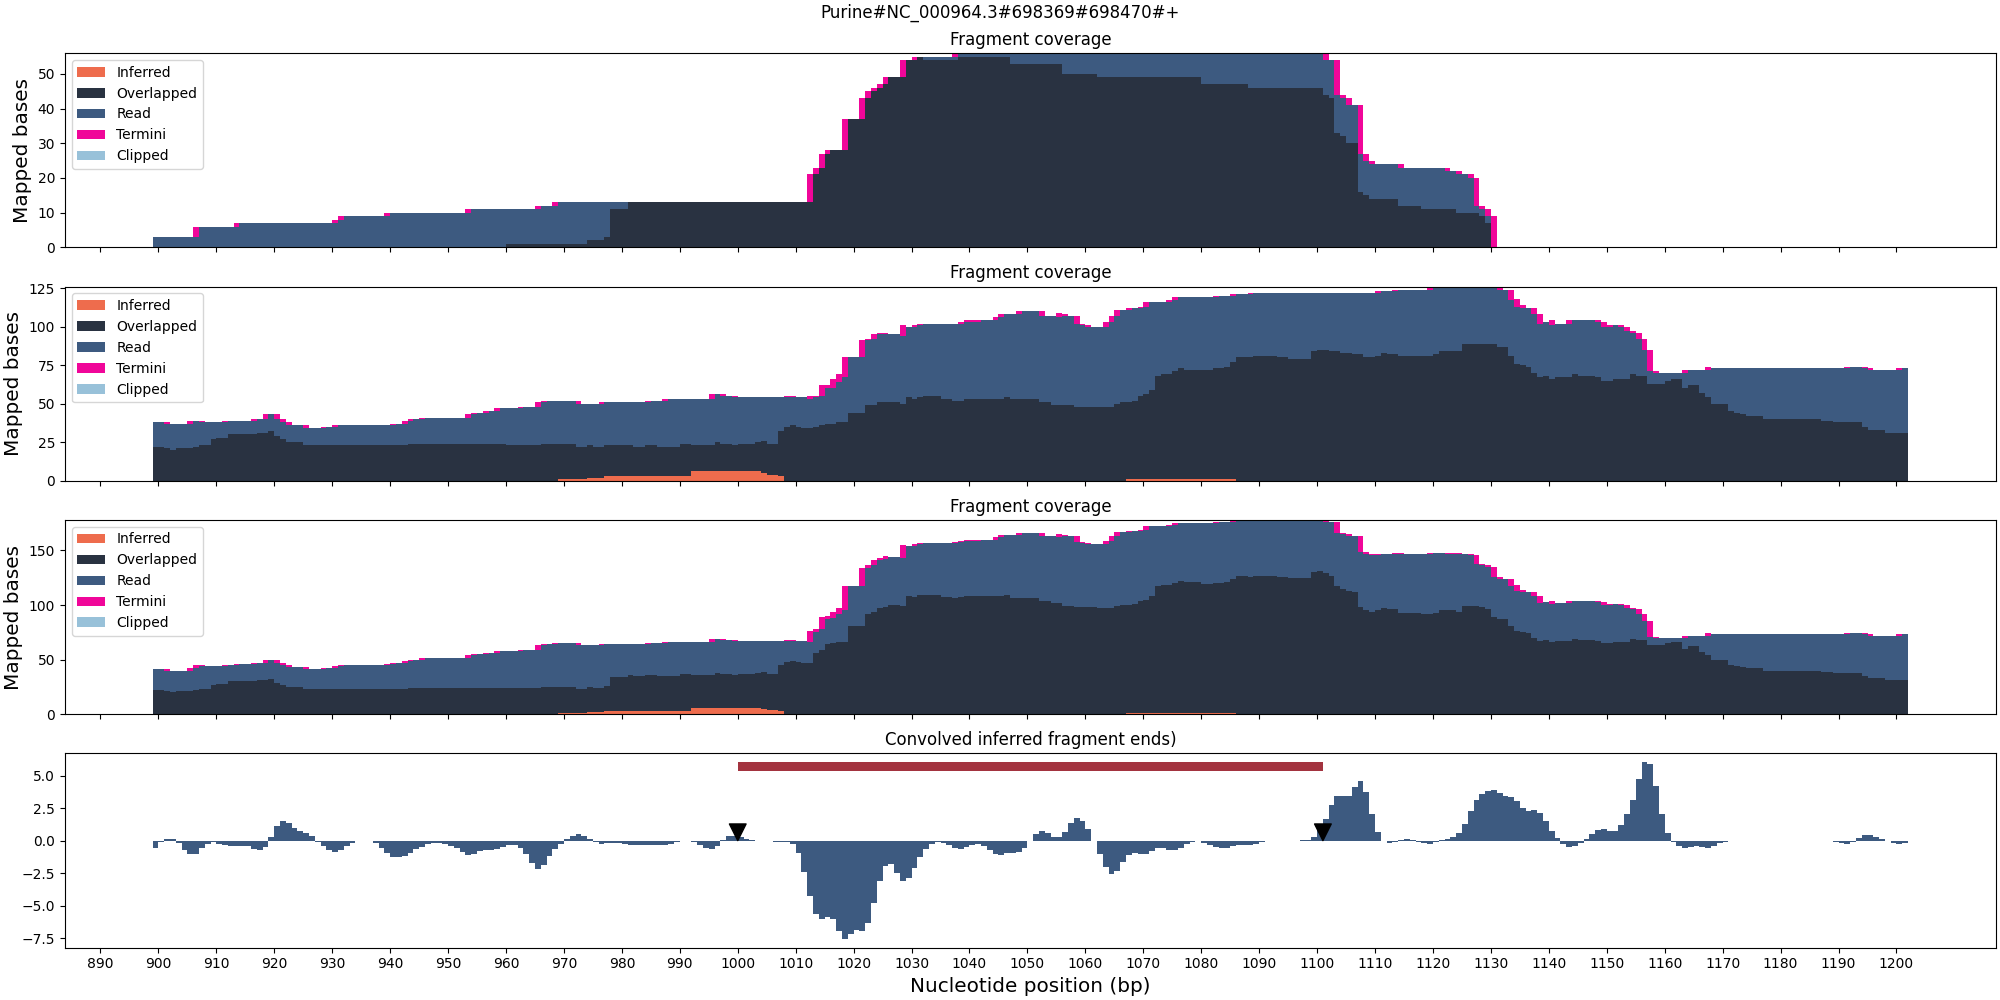 Purine#NC_000964.3#698369#698470#+
Fragment coverage
Mapped bases
50
40
30
20
10
0
Inferred
Overlapped
Read
Termini
Clipped
Fragment coverage
Mapped bases
125
100
75
50
25
0
Inferred
Overlapped
Read
Termini
Clipped
Fragment coverage
Mapped bases
150
100
50
0
Inferred
Overlapped
Read
Termini
Clipped
Convolved inferred fragment ends)
5.0
2.5
0.0
−2.5
−5.0
−7.5
890 900 910 920 930 940 950 960 970 980 990 1000 1010 1020 1030 1040 1050 1060 1070 1080 1090 1100 1110 1120 1130 1140 1150 1160 1170 1180 1190 1200
Nucleotide position (bp)